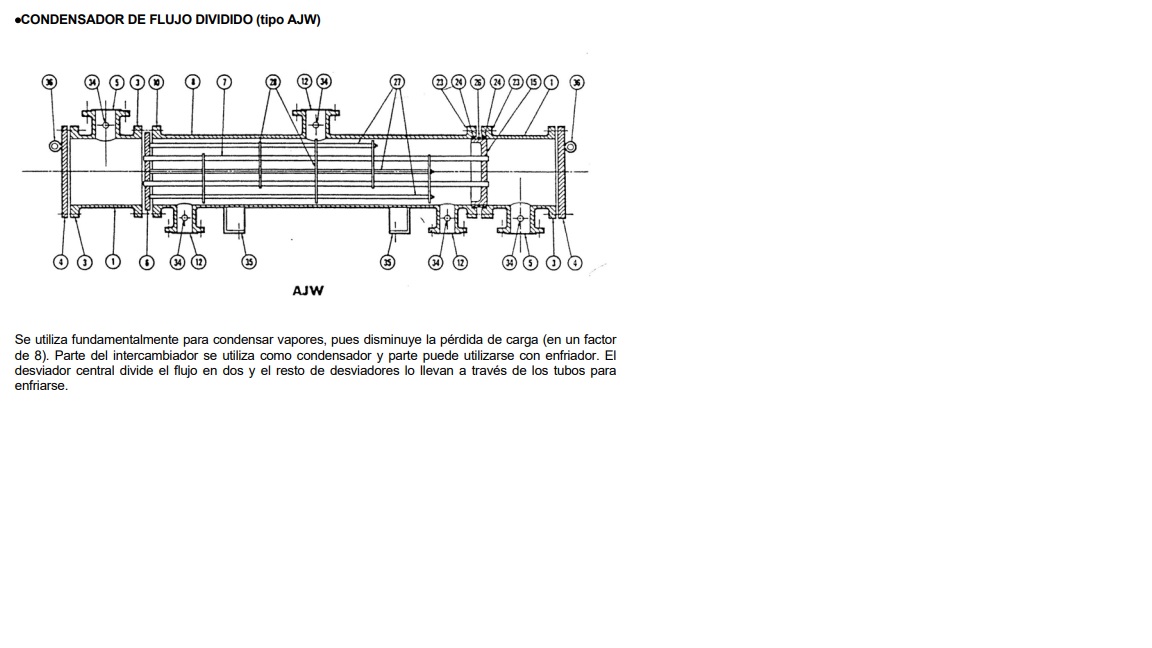 •CONDENSADOR DE FLUJO DIVIDIDO (tipo AJW)
36 34 5 3 10 8 7 28 12 34 27 23 24 26 24 23 15 1 36
4 3 1 6 34 12 35 35 34 12 34 5 3 4
AJW
Se utiliza fundamentalmente para condensar vapores, pues disminuye la pérdida de carga (en un factor
de 8). Parte del intercambiador se utiliza como condensador y parte puede utilizarse con enfriador. El
desviador central divide el flujo en dos y el resto de desviadores lo llevan a través de los tubos para
enfriarse.